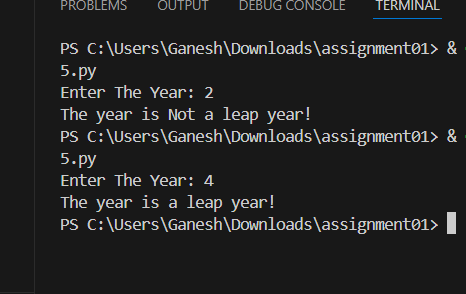 PROBLEMS OUTPUT DEBUG CONSOLE TERMINAL
PS C:\Users\Ganesh\Downloads\assignment01> &
5.py
Enter The Year: 2
The year is Not a leap year!
PS C:\Users\Ganesh\Downloads\assignment01> &
5.py
Enter The Year: 4
The year is a leap year!
PS C:\Users\Ganesh\Downloads\assignment01>